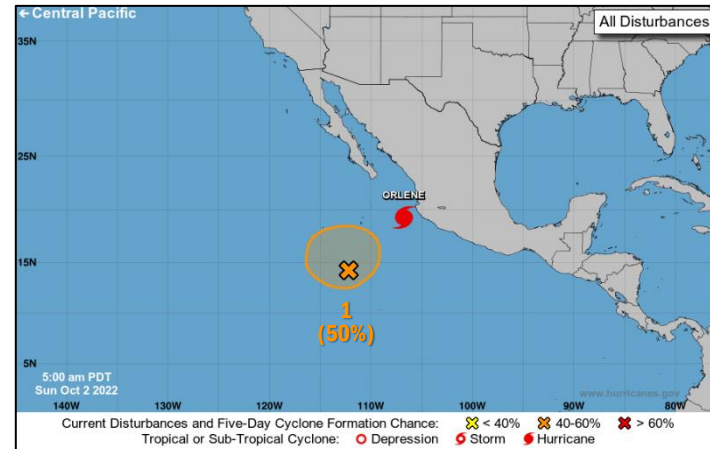 ← Central Pacific
All Disturbances
35N
25N
ORLENE
15N
1
(50%)
5N
5:00 am PDT
Sun Oct 2 2022
www.hurricanes.gov
140W 130W 120W 110W 100W 90W 80W
Current Disturbances and Five-Day Cyclone Formation Chance: < 40% 40-60% > 60%
Tropical or Sub-Tropical Cyclone: Depression Storm Hurricane